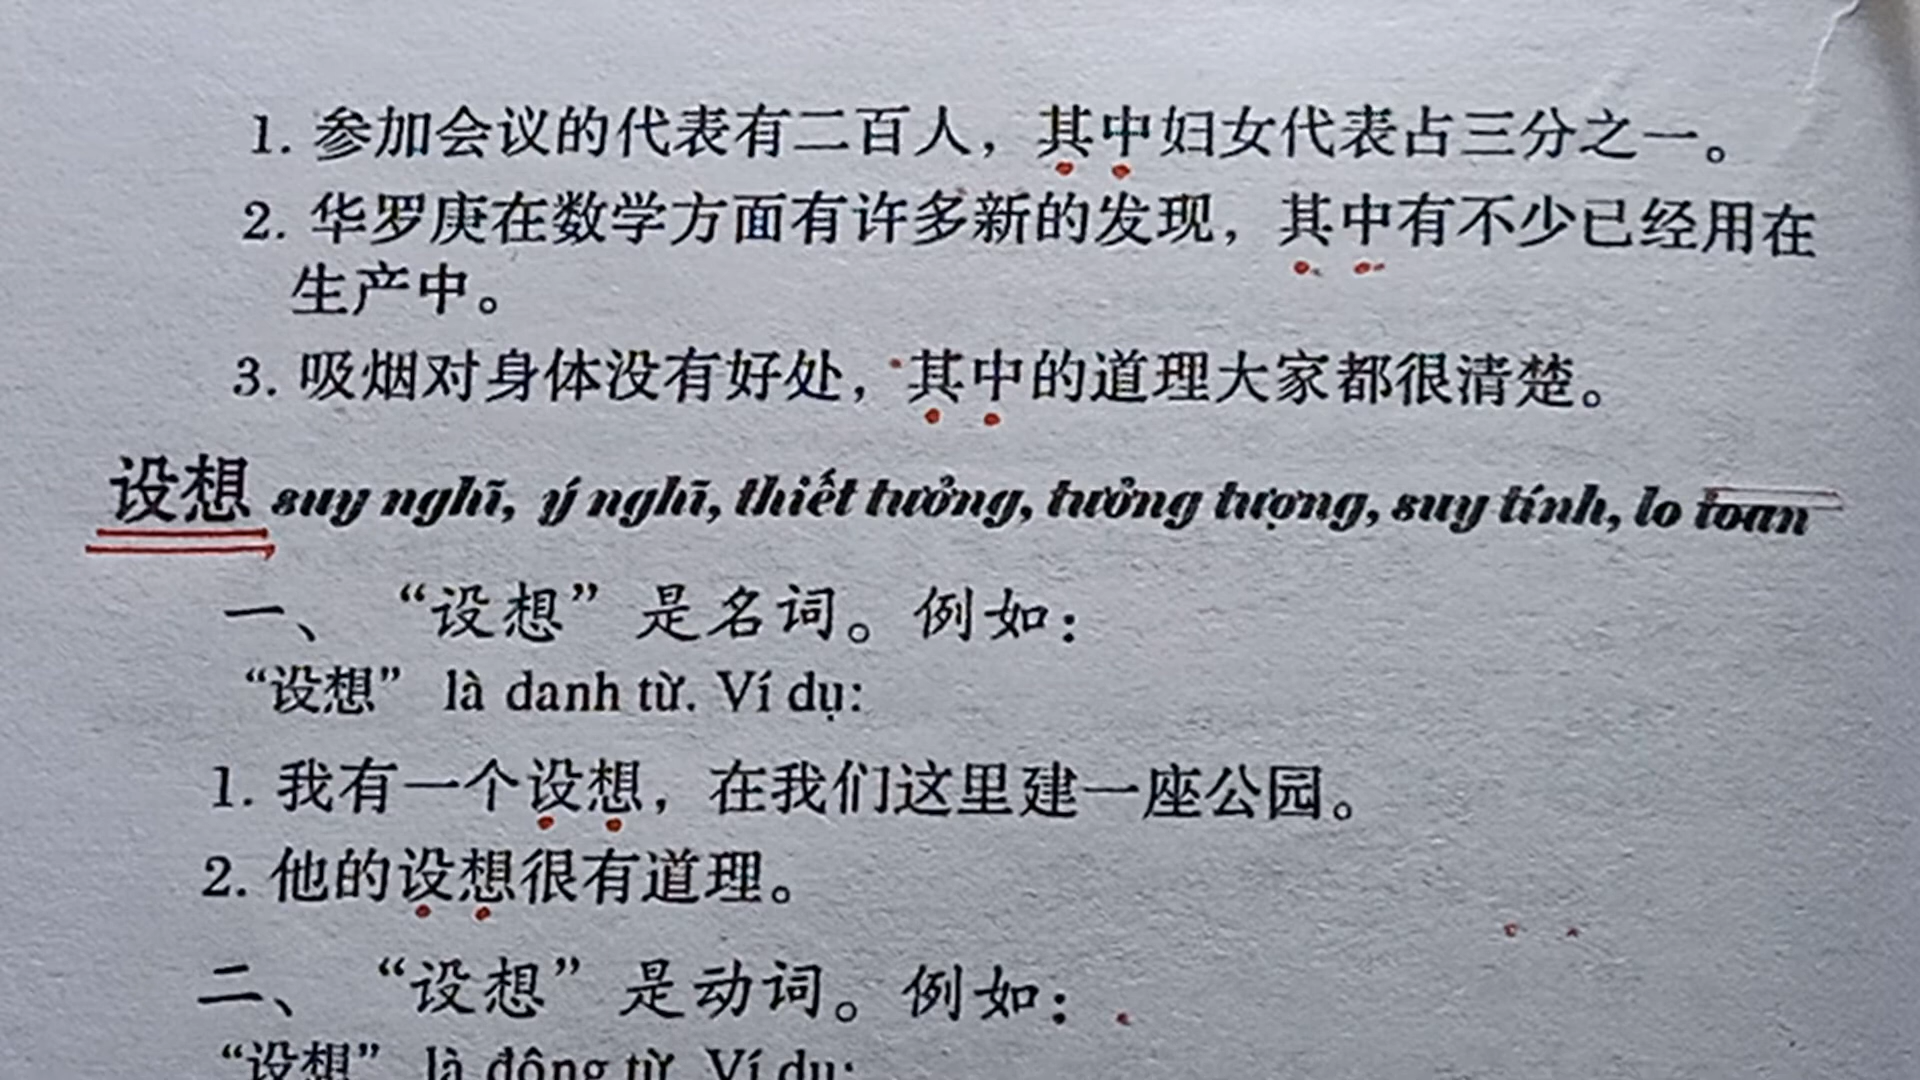 1. 参加会议的代表有二百人，其中妇女代表占三分之一。
2. 华罗庚在数学方面有许多新的发现，其中有不少已经用在
生产中。
3. 吸烟对身体没有好处，其中的道理大家都很清楚。
设想 suy nghĩ, ý nghĩ, thiết tưởng, tưởng tượng, suy tính, lo toan
一、“设想”是名词。例如：
“设想” là danh từ. Ví dụ:
1. 我有一个设想，在我们这里建一座公园。
2. 他的设想很有道理。
二、“设想”是动词。例如：
“设想” là động từ. Ví dụ: